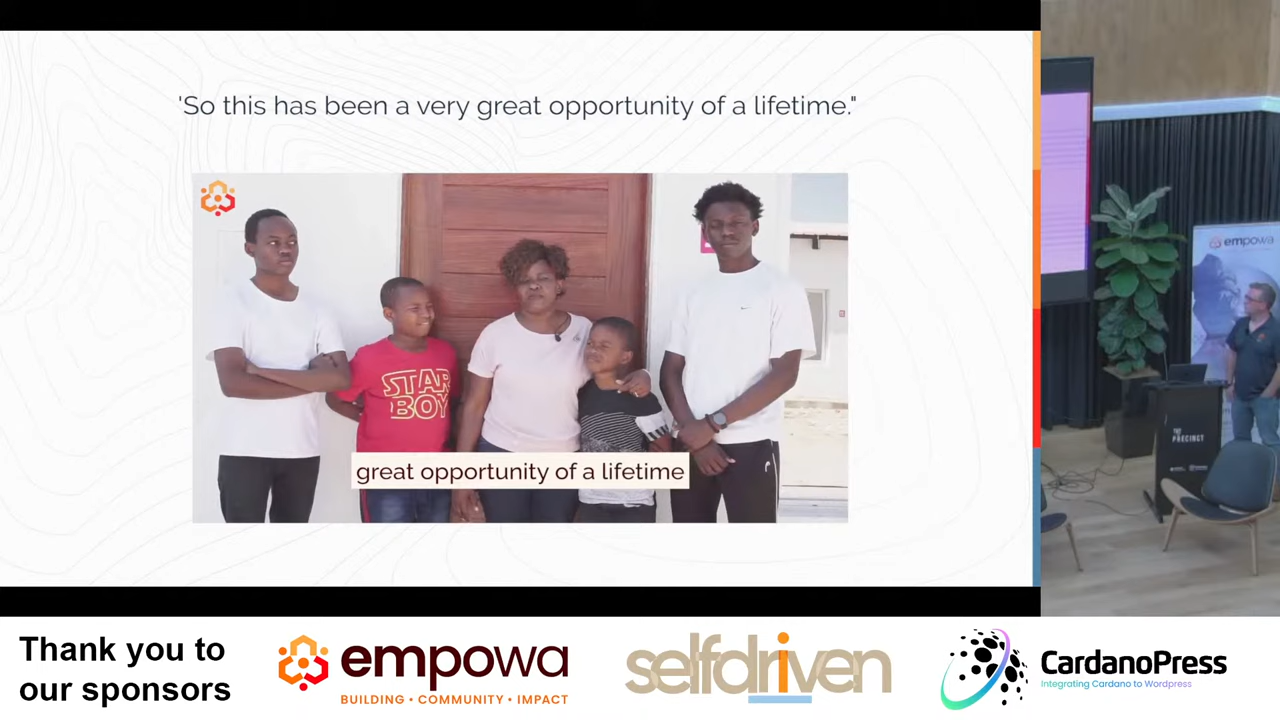 'So this has been a very great opportunity of a lifetime."
STAR
BOY
great opportunity of a lifetime
empowa
THE
PRECINCT
Thank you to
our sponsors
empowa
BUILDING • COMMUNITY • IMPACT
selfdriven
CardanoPress
Integrating Cardano to Wordpress